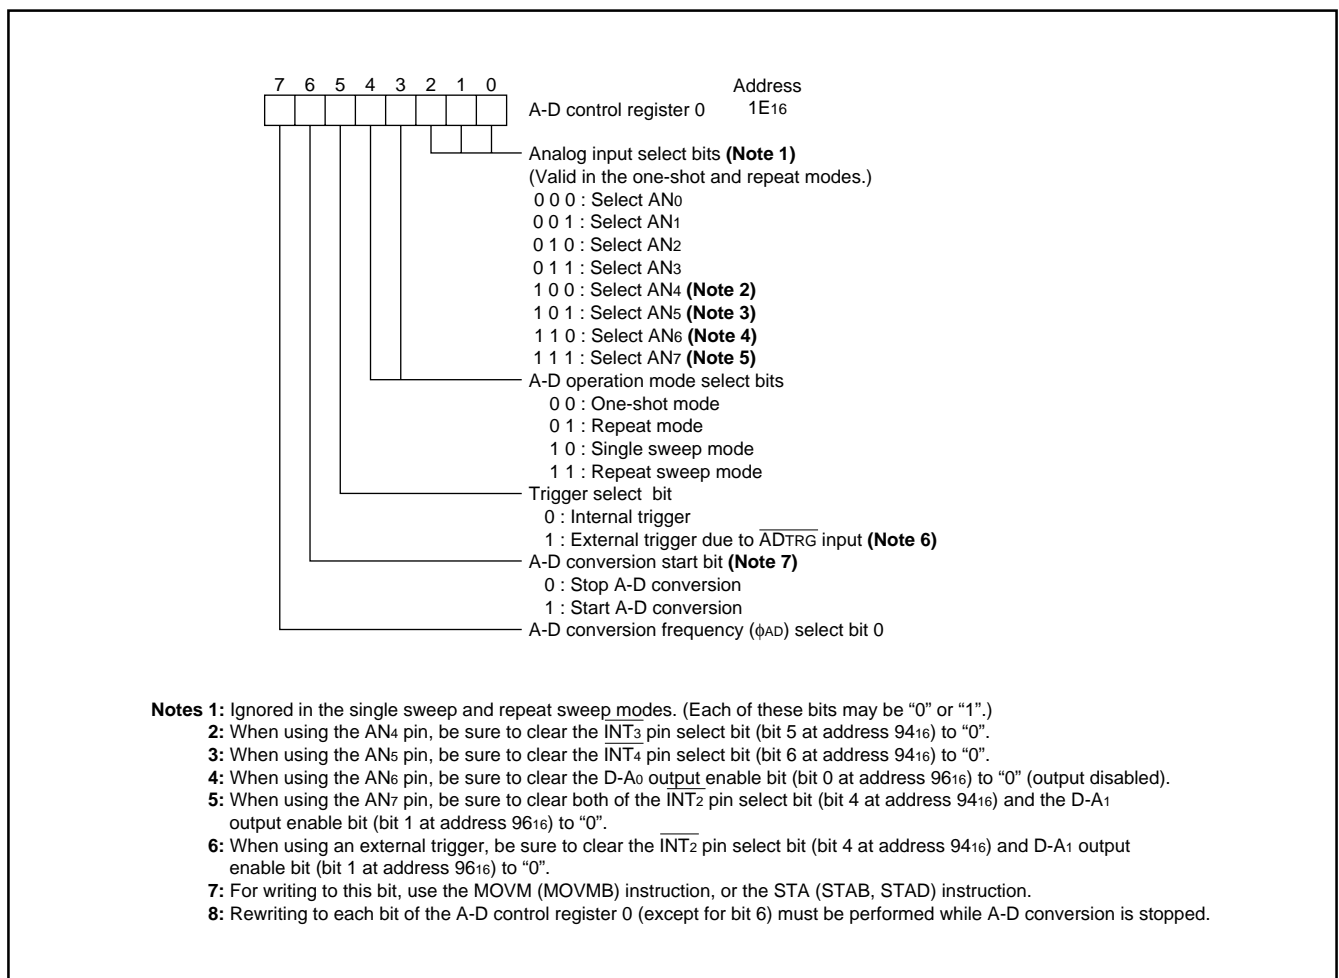 7 6 5 4 3 2 1 0
Address
A-D control register 0
1E16
Analog input select bits (Note 1)
(Valid in the one-shot and repeat modes.)
0 0 0 : Select AN0
0 0 1 : Select AN1
0 1 0 : Select AN2
0 1 1 : Select AN3
1 0 0 : Select AN4 (Note 2)
1 0 1 : Select AN5 (Note 3)
1 1 0 : Select AN6 (Note 4)
1 1 1 : Select AN7 (Note 5)
A-D operation mode select bits
0 0 : One-shot mode
0 1 : Repeat mode
1 0 : Single sweep mode
1 1 : Repeat sweep mode
Trigger select bit
0 : Internal trigger
1 : External trigger due to ADTRG input (Note 6)
A-D conversion start bit (Note 7)
0 : Stop A-D conversion
1 : Start A-D conversion
A-D conversion frequency (ϕAD) select bit 0
Notes 1: Ignored in the single sweep and repeat sweep modes. (Each of these bits may be “0” or “1”.)
2: When using the AN4 pin, be sure to clear the INT3 pin select bit (bit 5 at address 9416) to “0”.
3: When using the AN5 pin, be sure to clear the INT4 pin select bit (bit 6 at address 9416) to “0”.
4: When using the AN6 pin, be sure to clear the D-A0 output enable bit (bit 0 at address 9616) to “0” (output disabled).
5: When using the AN7 pin, be sure to clear both of the INT2 pin select bit (bit 4 at address 9416) and the D-A1
output enable bit (bit 1 at address 9616) to “0”.
6: When using an external trigger, be sure to clear the INT2 pin select bit (bit 4 at address 9416) and D-A1 output
enable bit (bit 1 at address 9616) to “0”.
7: For writing to this bit, use the MOVM (MOVMB) instruction, or the STA (STAB, STAD) instruction.
8: Rewriting to each bit of the A-D control register 0 (except for bit 6) must be performed while A-D conversion is stopped.